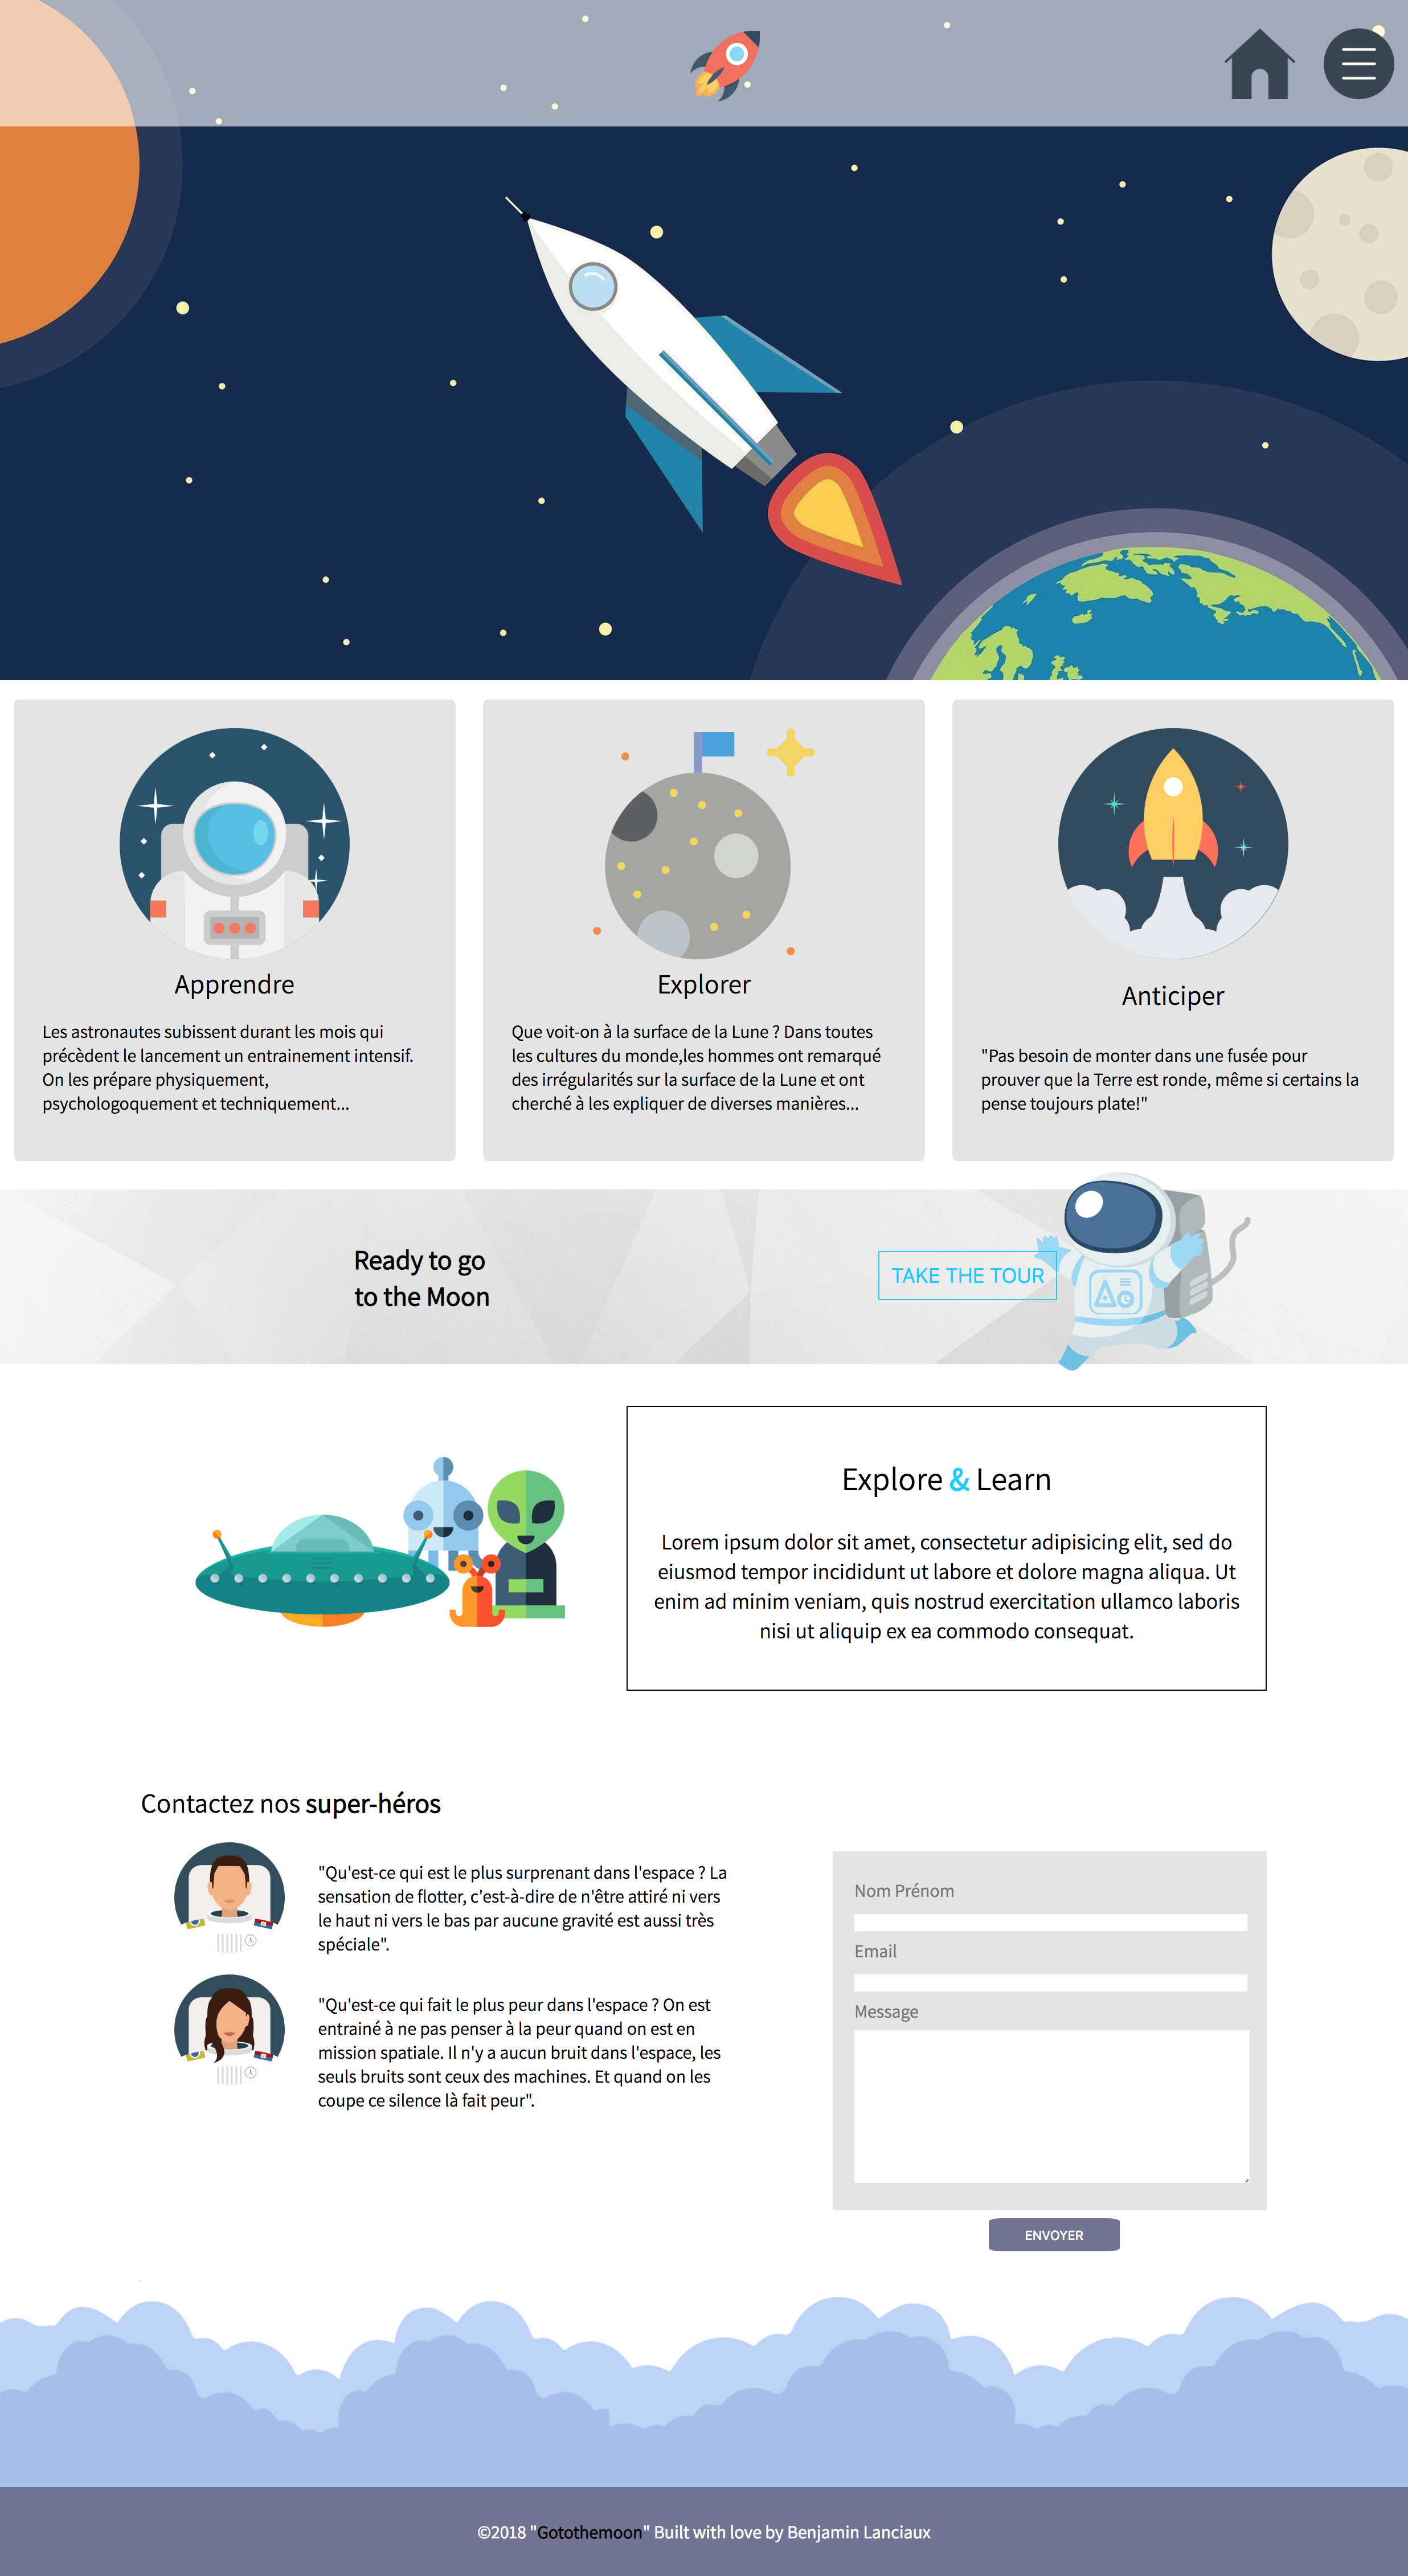 Apprendre
Les astronautes subissent durant les mois qui
précèdent le lancement un entrainement intensif.
On les prépare physiquement,
psychologoquement et techniquement...
Explorer
Que voit-on à la surface de la Lune ? Dans toutes
les cultures du monde,les hommes ont remarqué
des irrégularités sur la surface de la Lune et ont
cherché à les expliquer de diverses manières...
Anticiper
"Pas besoin de monter dans une fusée pour
prouver que la Terre est ronde, même si certains la
pense toujours plate!"
Ready to go
to the Moon
TAKE THE TOUR
Explore & Learn
Lorem ipsum dolor sit amet, consectetur adipisicing elit, sed do
eiusmod tempor incididunt ut labore et dolore magna aliqua. Ut
enim ad minim veniam, quis nostrud exercitation ullamco laboris
nisi ut aliquip ex ea commodo consequat.
Contactez nos super-héros
"Qu'est-ce qui est le plus surprenant dans l'espace ? La
sensation de flotter, c'est-à-dire de n'être attiré ni vers
le haut ni vers le bas par aucune gravité est aussi très
spéciale".
"Qu'est-ce qui fait le plus peur dans l'espace ? On est
entrainé à ne pas penser à la peur quand on est en
mission spatiale. Il n'y a aucun bruit dans l'espace, les
seuls bruits sont ceux des machines. Et quand on les
coupe ce silence là fait peur".
Nom Prénom
Email
Message
ENVOYER
©2018 "Gotothemoon" Built with love by Benjamin Lanciaux